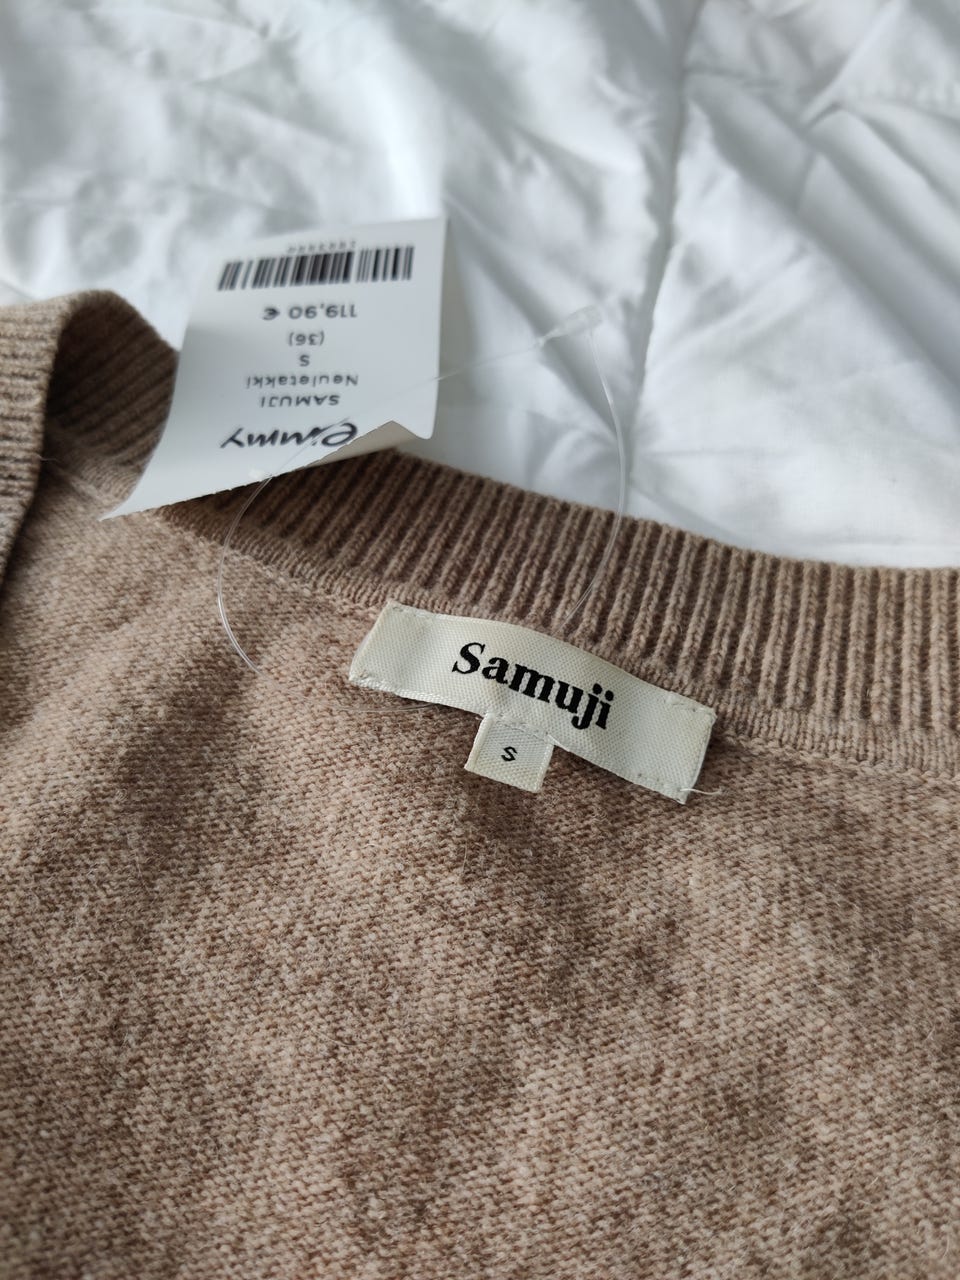 emmy
SAMUJI
Neuletakki
S
(36)
119,90 €
Samuji
S